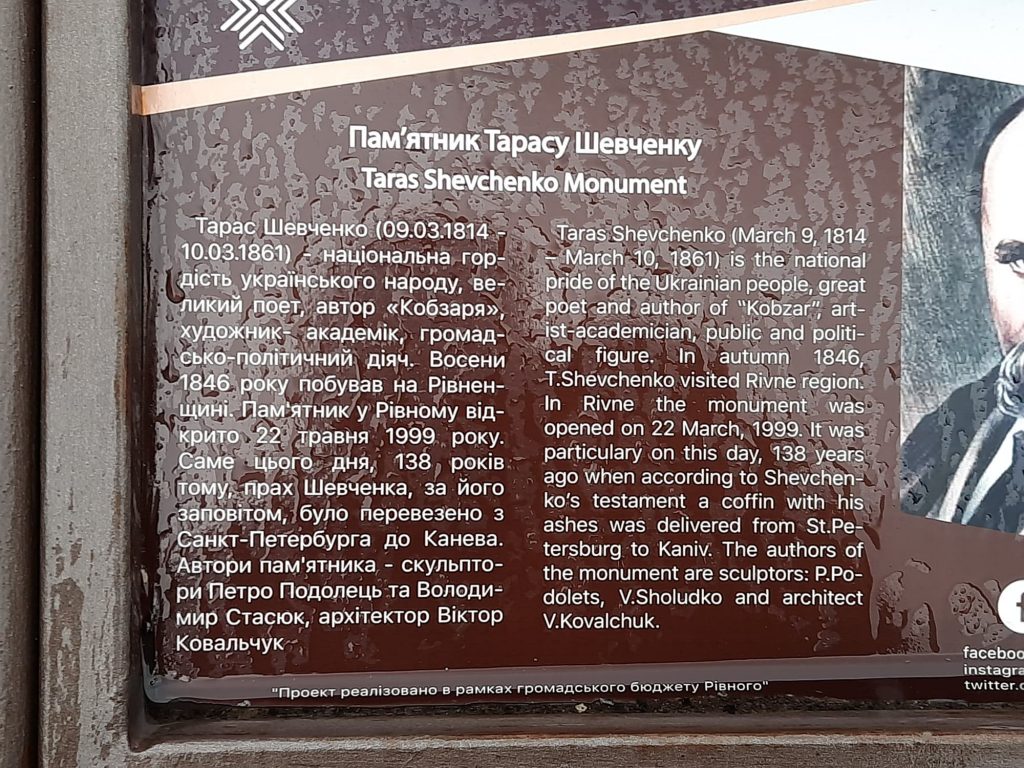 Пам’ятник Тарасу Шевченку
Taras Shevchenko Monument
Тарас Шевченко (09.03.1814 -
10.03.1861) - національна гор-
дість українського народу, ве-
ликий поет, автор «Кобзаря»,
художник- академік, громад-
сько-політичний діяч. Восени
1846 року побував на Рівнен-
щині. Пам'ятник у Рівному від-
крито 22 травня 1999 року.
Саме цього дня, 138 років
тому, прах Шевченка, за його
заповітом, було перевезено з
Санкт-Петербурга до Канева.
Автори пам'ятника - скульпто-
ри Петро Подолець та Володи-
мир Стасюк, архітектор Віктор
Ковальчук
Taras Shevchenko (March 9, 1814
– March 10, 1861) is the national
pride of the Ukrainian people, great
poet and author of “Kobzar”, art-
ist-academician, public and politi-
cal figure. In autumn 1846,
T.Shevchenko visited Rivne region.
In Rivne the monument was
opened on 22 March, 1999. It was
particulary on this day, 138 years
ago when according to Shevchen-
ko’s testament a coffin with his
ashes was delivered from St.Pe-
tersburg to Kaniv. The authors of
the monument are sculptors: P.Po-
dolets, V.Sholudko and architect
V.Kovalchuk.
"Проект реалізовано в рамках громадського бюджету Рівного"